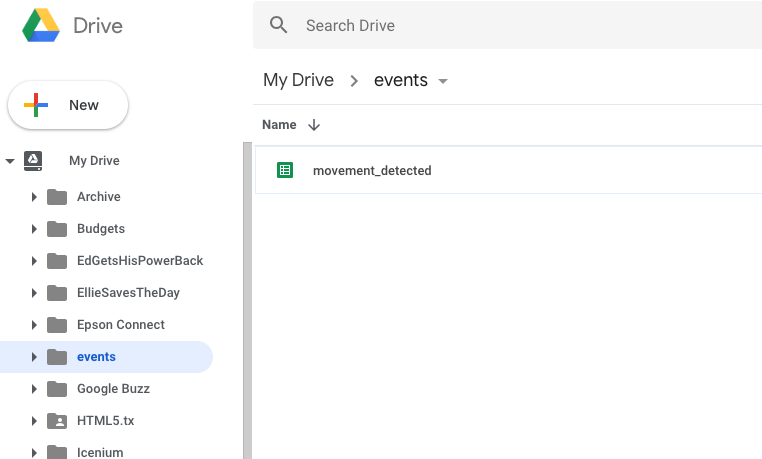 Drive
Search Drive
New
My Drive
Archive
Budgets
EdGetsHisPowerBack
EllieSavesTheDay
Epson Connect
events
Google Buzz
HTML5.tx
Icenium
My Drive > events
Name
movement_detected